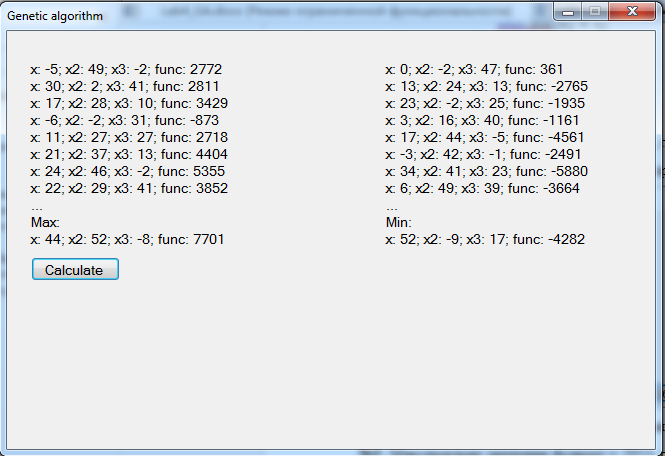 Genetic algorithm
x: -5; x2: 49; x3: -2; func: 2772
x: 30; x2: 2; x3: 41; func: 2811
x: 17; x2: 28; x3: 10; func: 3429
x: -6; x2: -2; x3: 31; func: -873
x: 11; x2: 27; x3: 27; func: 2718
x: 21; x2: 37; x3: 13; func: 4404
x: 24; x2: 46; x3: -2; func: 5355
x: 22; x2: 29; x3: 41; func: 3852
...
Max:
x: 44; x2: 52; x3: -8; func: 7701
x: 0; x2: -2; x3: 47; func: 361
x: 13; x2: 24; x3: 13; func: -2765
x: 23; x2: -2; x3: 25; func: -1935
x: 3; x2: 16; x3: 40; func: -1161
x: 17; x2: 44; x3: -5; func: -4561
x: -3; x2: 42; x3: -1; func: -2491
x: 34; x2: 41; x3: 23; func: -5880
x: 6; x2: 49; x3: 39; func: -3664
...
Min:
x: 52; x2: -9; x3: 17; func: -4282
Calculate